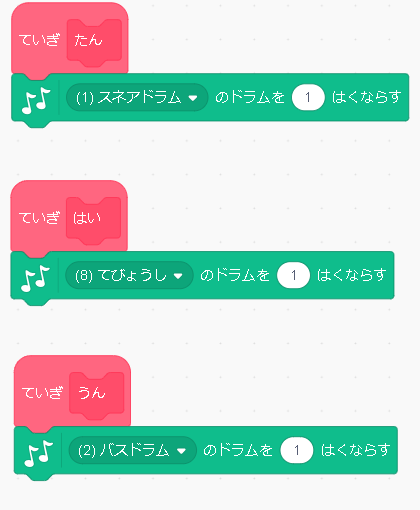 ていぎ たん
(1) スネアドラム のドラムを 1 はくならす
ていぎ はい
(8) てびょうし のドラムを 1 はくならす
ていぎ うん
(2) バスドラム のドラムを 1 はくならす